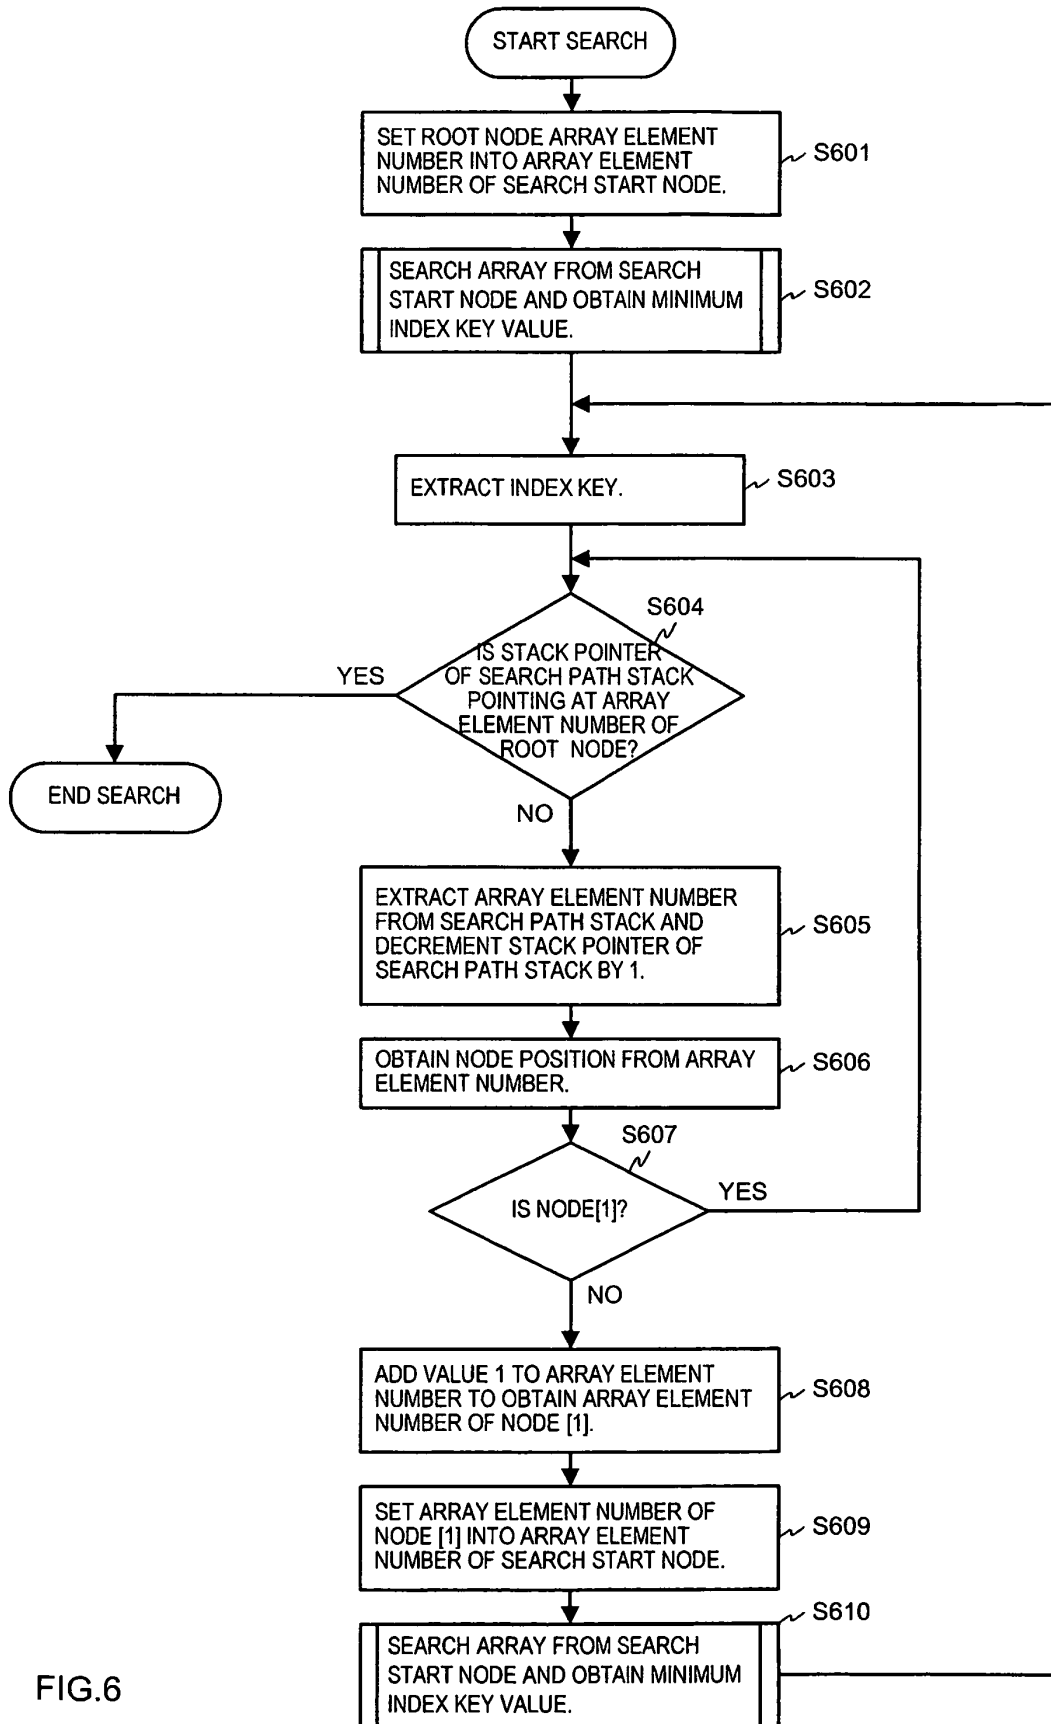 START SEARCH
SET ROOT NODE ARRAY ELEMENT
NUMBER INTO ARRAY ELEMENT
NUMBER OF SEARCH START NODE.
S601
SEARCH ARRAY FROM SEARCH
START NODE AND OBTAIN MINIMUM
INDEX KEY VALUE.
S602
EXTRACT INDEX KEY.
S603
S604
IS STACK POINTER
OF SEARCH PATH STACK
POINTING AT ARRAY
ELEMENT NUMBER OF
ROOT NODE?
YES
END SEARCH
NO
EXTRACT ARRAY ELEMENT NUMBER
FROM SEARCH PATH STACK AND
DECREMENT STACK POINTER OF
SEARCH PATH STACK BY 1.
S605
OBTAIN NODE POSITION FROM ARRAY
ELEMENT NUMBER.
S606
S607
IS NODE[1]?
YES
NO
ADD VALUE 1 TO ARRAY ELEMENT
NUMBER TO OBTAIN ARRAY ELEMENT
NUMBER OF NODE [1].
S608
SET ARRAY ELEMENT NUMBER OF
NODE [1] INTO ARRAY ELEMENT
NUMBER OF SEARCH START NODE.
S609
S610
SEARCH ARRAY FROM SEARCH
START NODE AND OBTAIN MINIMUM
INDEX KEY VALUE.
FIG.6